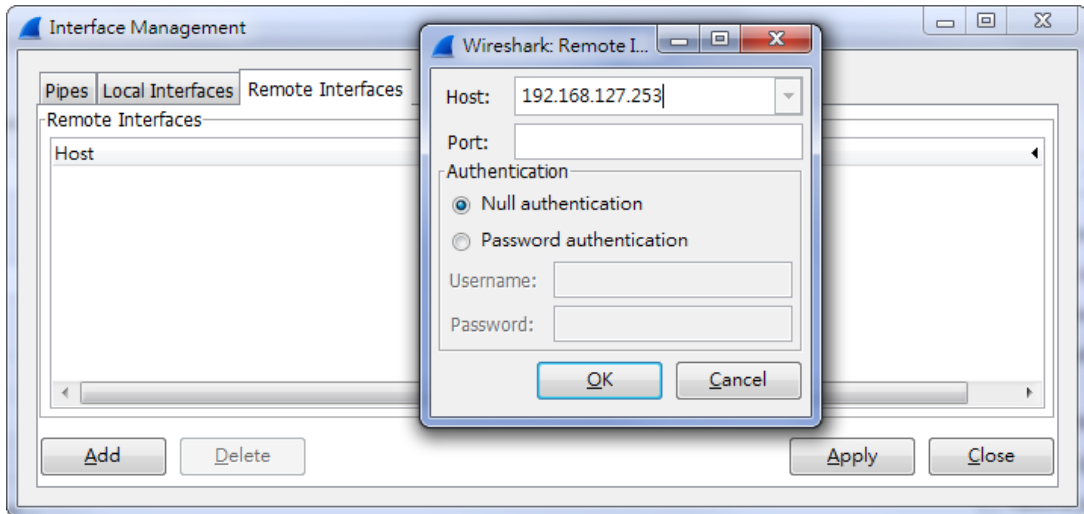 Interface Management
Pipes Local Interfaces Remote Interfaces
Remote Interfaces
Host
Wireshark: Remote I...
Host: 192.168.127.253
Port:
Authentication
Null authentication
Password authentication
Username:
Password:
OK Cancel
Add Delete Apply Close